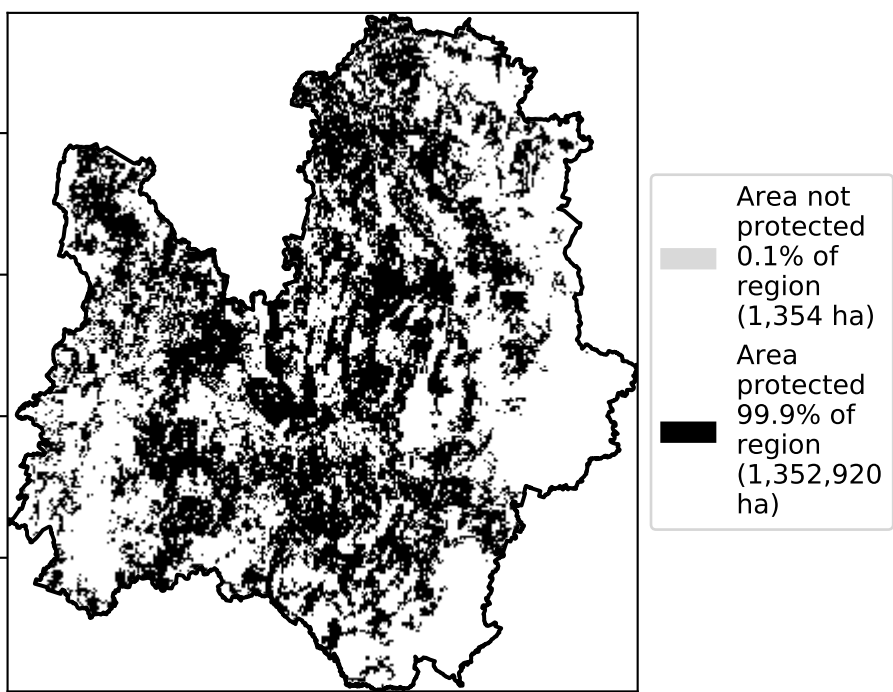 Area not
protected
0.1% of
region
(1,354 ha)
Area
protected
99.9% of
region
(1,352,920
ha)